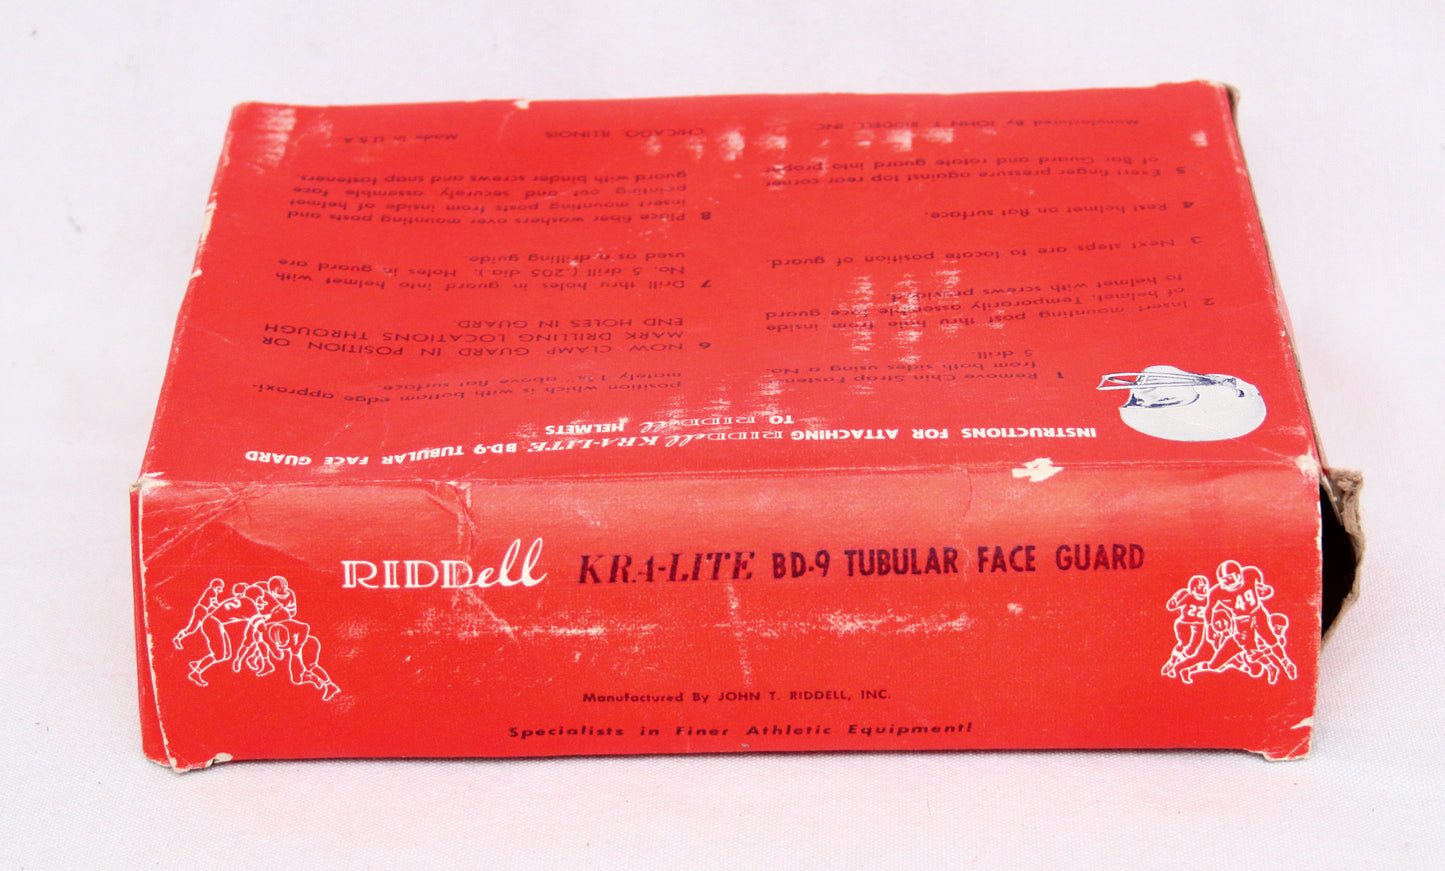 INSTRUCTIONS FOR ATTACHING RIDDell KRA-LITE BD-9 TUBULAR FACE GUARD
TO RIDDell HELMETS
1 Remove Chin Strap Fasteners
from both sides using a No.
5 drill.
2 Insert mounting post thru hole from inside
of helmet. Temporarily assemble face guard
to helmet with screws provided.
3 Next steps are to locate position of guard.
4 Rest helmet on flat surface.
5 Exert finger pressure against top rear corner
of Bar Guard and rotate guard into proper
position which is with bottom edge approxi-
mately 1¾" above flat surface.
6 NOW CLAMP GUARD IN POSITION OR
MARK DRILLING LOCATIONS THROUGH
END HOLES IN GUARD.
7 Drill thru holes in guard into helmet with
No. 5 drill (.205 dia.). Holes in guard are
used as a drilling guide.
8 Place fiber washers over mounting posts and
insert mounting posts from inside of helmet
pointing out and securely assemble face
guard with binder screws and snap fasteners.
Manufactured By JOHN T. RIDDELL, INC. CHICAGO, ILLINOIS Made in U.S.A.
RIDDell KRA-LITE BD-9 TUBULAR FACE GUARD
2
22
49
Manufactured By JOHN T. RIDDELL, INC.
Specialists in Finer Athletic Equipment!